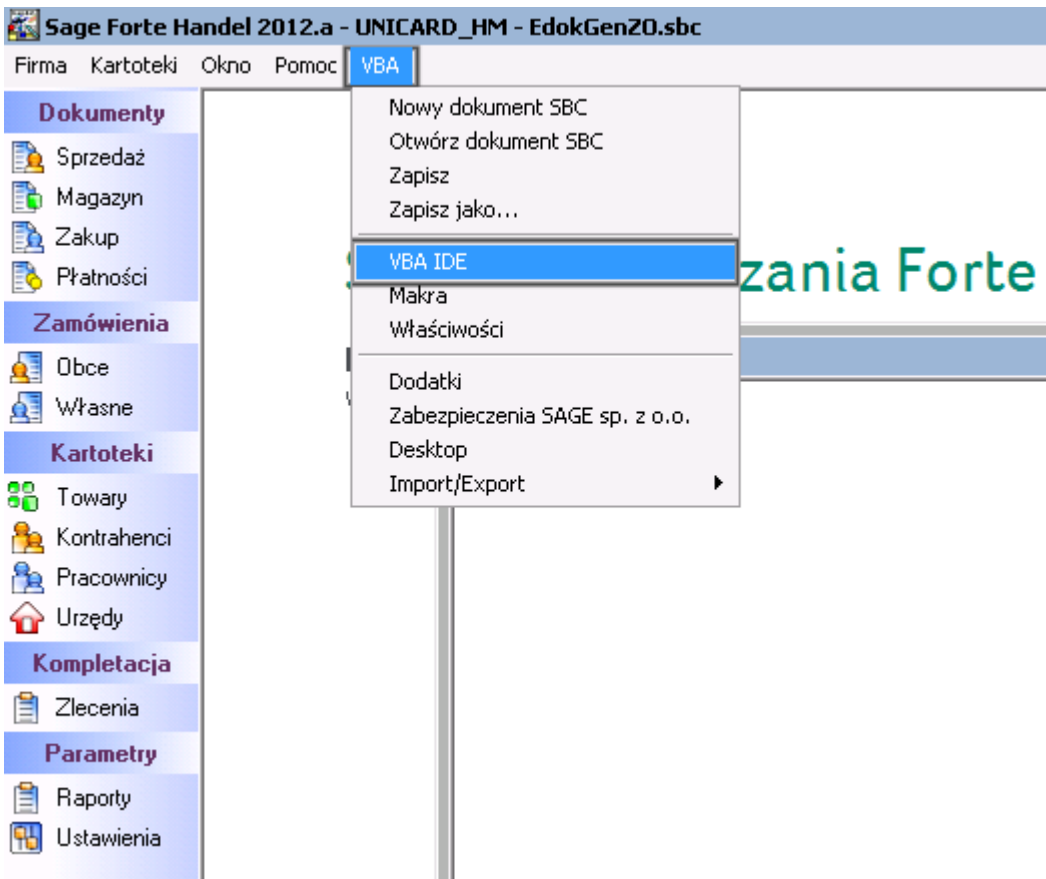 Sage Forte Handel 2012.a - UNICARD_HM - EdokGenZO.sbc
Firma Kartoteki Okno Pomoc VBA
Dokumenty
Sprzedaż
Magazyn
Zakup
Płatności
Zamówienia
Obce
Własne
Kartoteki
Towary
Kontrahenci
Pracownicy
Urzędy
Kompletacja
Zlecenia
Parametry
Raporty
Ustawienia
Nowy dokument SBC
Otwórz dokument SBC
Zapisz
Zapisz jako...
VBA IDE
Makra
Właściwości
Dodatki
Zabezpieczenia SAGE sp. z o.o.
Desktop
Import/Export
zania Forte